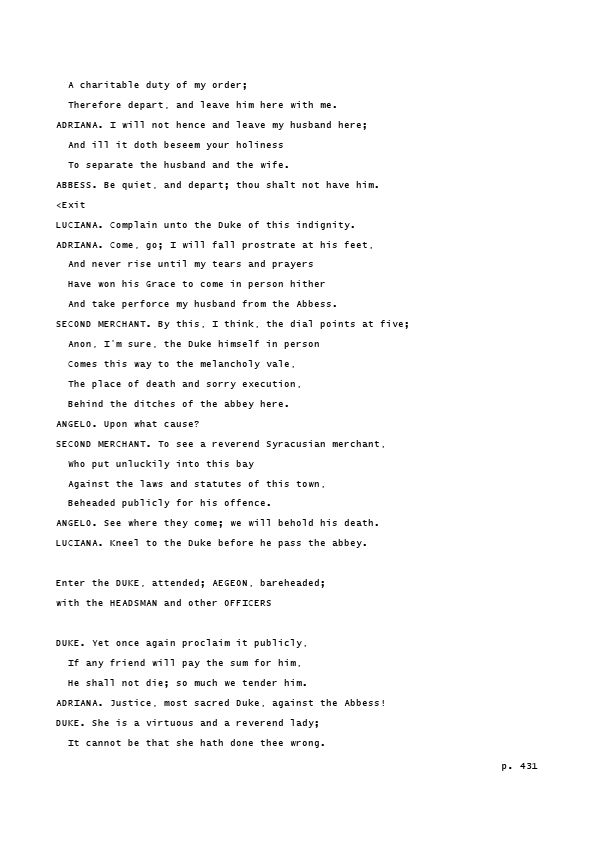 A charitable duty of my order;
Therefore depart, and leave him here with me.
ADRIANA. I will not hence and leave my husband here;
And ill it doth beseem your holiness
To separate the husband and the wife.
ABBESS. Be quiet, and depart; thou shalt not have him.
<Exit
LUCIANA. Complain unto the Duke of this indignity.
ADRIANA. Come, go; I will fall prostrate at his feet,
And never rise until my tears and prayers
Have won his Grace to come in person hither
And take perforce my husband from the Abbess.
SECOND MERCHANT. By this, I think, the dial points at five;
Anon, I'm sure, the Duke himself in person
Comes this way to the melancholy vale,
The place of death and sorry execution,
Behind the ditches of the abbey here.
ANGELO. Upon what cause?
SECOND MERCHANT. To see a reverend Syracusian merchant,
Who put unluckily into this bay
Against the laws and statutes of this town,
Beheaded publicly for his offence.
ANGELO. See where they come; we will behold his death.
LUCIANA. Kneel to the Duke before he pass the abbey.
Enter the DUKE, attended; AEGEON, bareheaded;
with the HEADSMAN and other OFFICERS
DUKE. Yet once again proclaim it publicly,
If any friend will pay the sum for him,
He shall not die; so much we tender him.
ADRIANA. Justice, most sacred Duke, against the Abbess!
DUKE. She is a virtuous and a reverend lady;
It cannot be that she hath done thee wrong.
p. 431